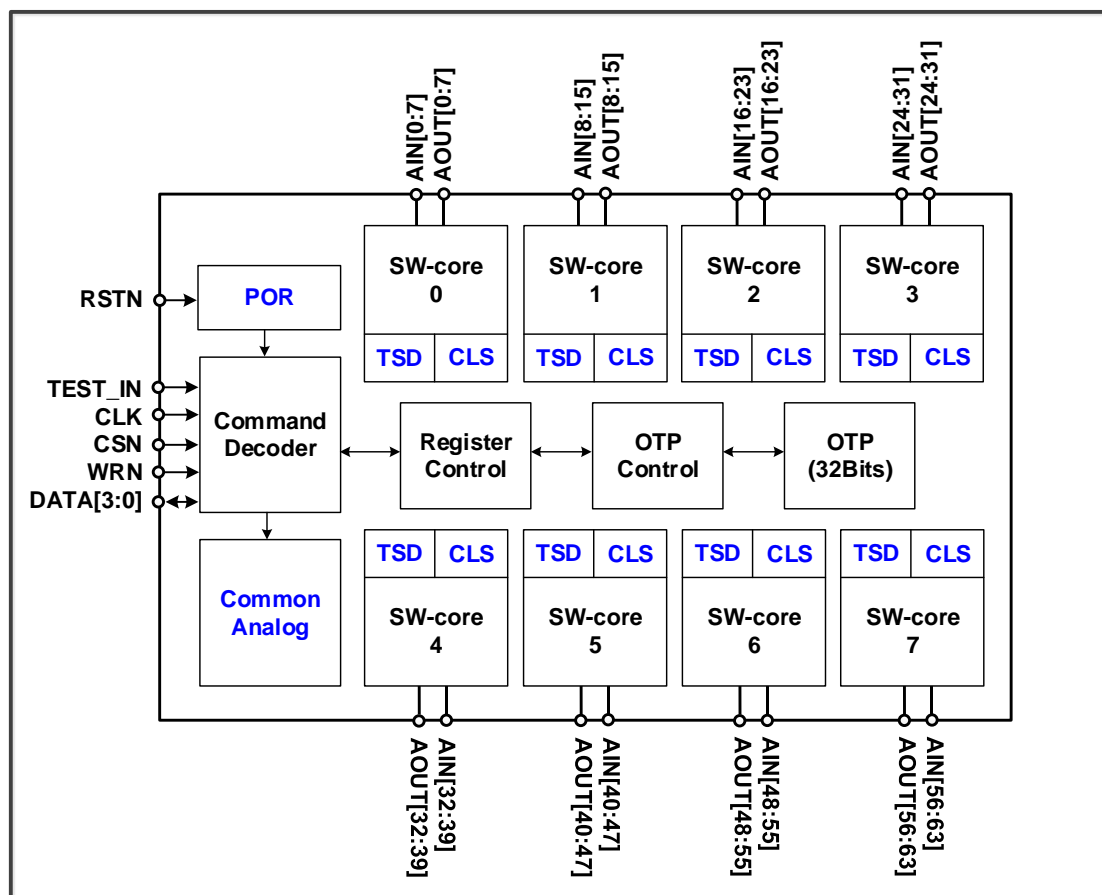 AIN[0:7]
AOUT[0:7]
AIN[8:15]
AOUT[8:15]
AIN[16:23]
AOUT[16:23]
AIN[24:31]
AOUT[24:31]
SW-core
0
SW-core
1
SW-core
2
SW-core
3
RSTN
POR
TSD
CLS
TSD
CLS
TSD
CLS
TSD
CLS
TEST_IN
CLK
CSN
WRN
DATA[3:0]
Command
Decoder
Register
Control
OTP
Control
OTP
(32Bits)
TSD
CLS
TSD
CLS
TSD
CLS
TSD
CLS
Common
Analog
SW-core
4
SW-core
5
SW-core
6
SW-core
7
AOUT[32:39]
AIN[32:39]
AOUT[40:47]
AIN[40:47]
AOUT[48:55]
AIN[48:55]
AOUT[56:63]
AIN[56:63]